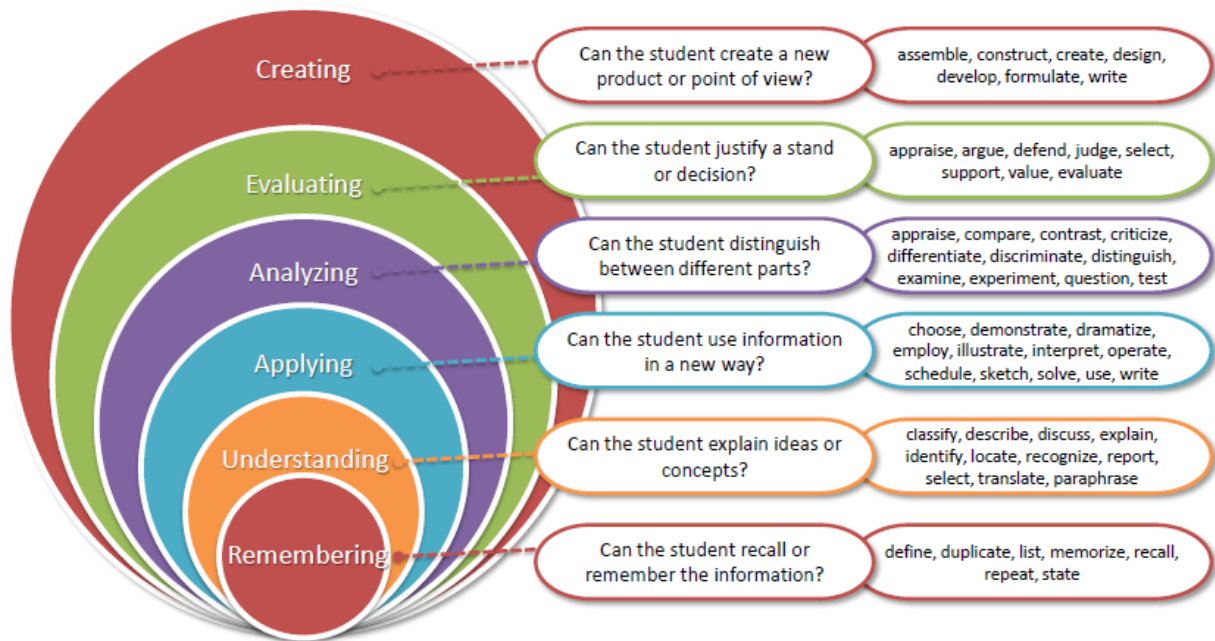 Creating
Can the student create a new
product or point of view?
assemble, construct, create, design,
develop, formulate, write
Evaluating
Can the student justify a stand
or decision?
appraise, argue, defend, judge, select,
support, value, evaluate
Analyzing
Can the student distinguish
between different parts?
appraise, compare, contrast, criticize,
differentiate, discriminate, distinguish,
examine, experiment, question, test
Applying
Can the student use information
in a new way?
choose, demonstrate, dramatize,
employ, illustrate, interpret, operate,
schedule, sketch, solve, use, write
Understanding
Can the student explain ideas or
concepts?
classify, describe, discuss, explain,
identify, locate, recognize, report,
select, translate, paraphrase
Remembering
Can the student recall or
remember the information?
define, duplicate, list, memorize, recall,
repeat, state